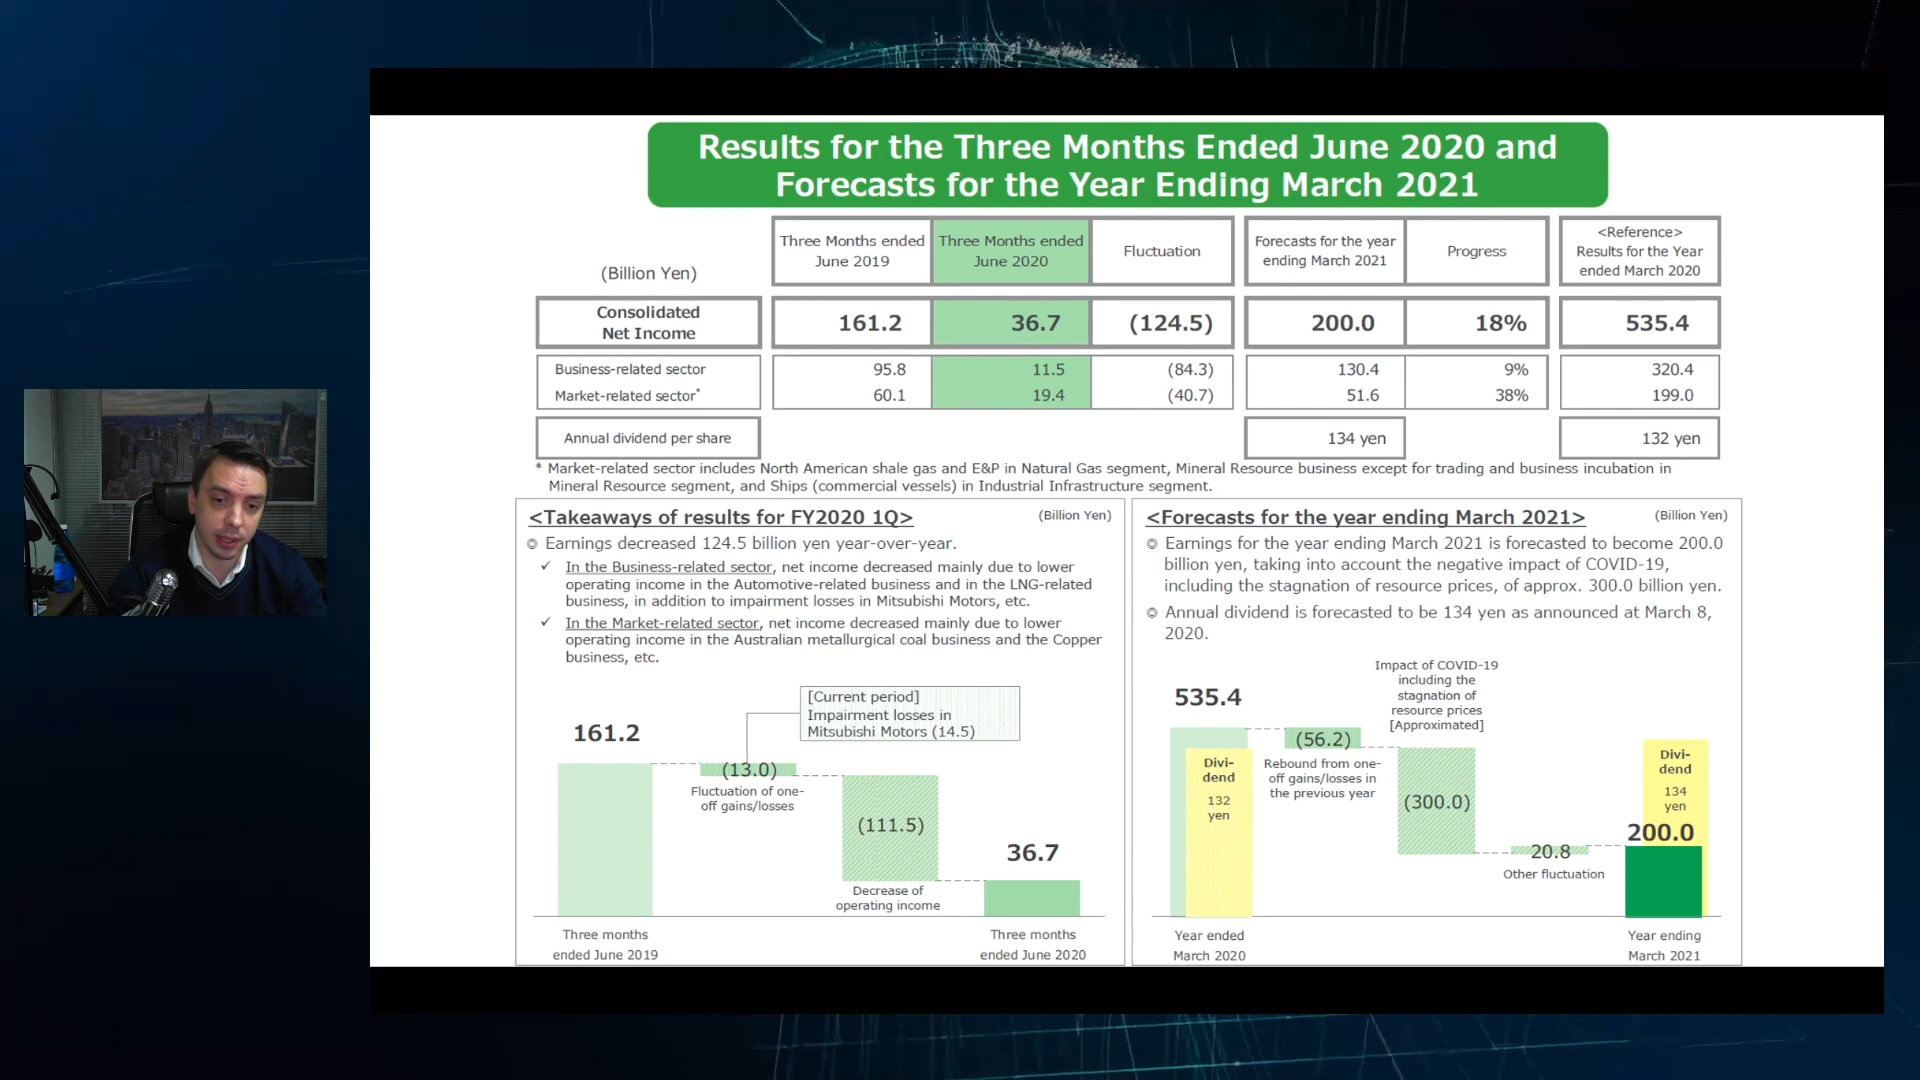 Results for the Three Months Ended June 2020 and
Forecasts for the Year Ending March 2021
(Billion Yen)
Three Months ended
June 2019
Three Months ended
June 2020
Fluctuation
Forecasts for the year
ending March 2021
Progress
<Reference>
Results for the Year
ended March 2020
Consolidated
Net Income
161.2
36.7
(124.5)
200.0
18%
535.4
Business-related sector
95.8
11.5
(84.3)
130.4
9%
320.4
Market-related sector*
60.1
19.4
(40.7)
51.6
38%
199.0
Annual dividend per share
134 yen
132 yen
* Market-related sector includes North American shale gas and E&P in Natural Gas segment, Mineral Resource business except for trading and business incubation in
Mineral Resource segment, and Ships (commercial vessels) in Industrial Infrastructure segment.
<Takeaways of results for FY2020 1Q>
(Billion Yen)
◎ Earnings decreased 124.5 billion yen year-over-year.
✓ In the Business-related sector, net income decreased mainly due to lower
operating income in the Automotive-related business and in the LNG-related
business, in addition to impairment losses in Mitsubishi Motors, etc.
✓ In the Market-related sector, net income decreased mainly due to lower
operating income in the Australian metallurgical coal business and the Copper
business, etc.
[Current period]
Impairment losses in
Mitsubishi Motors (14.5)
161.2
(13.0)
Fluctuation of one-
off gains/losses
(111.5)
Decrease of
operating income
36.7
Three months
ended June 2019
Three months
ended June 2020
<Forecasts for the year ending March 2021>
(Billion Yen)
◎ Earnings for the year ending March 2021 is forecasted to become 200.0
billion yen, taking into account the negative impact of COVID-19,
including the stagnation of resource prices, of approx. 300.0 billion yen.
◎ Annual dividend is forecasted to be 134 yen as announced at March 8,
2020.
Impact of COVID-19
including the
stagnation of
resource prices
[Approximated]
535.4
Divi-
dend
132
yen
(56.2)
Rebound from one-
off gains/losses in
the previous year
(300.0)
20.8
Other fluctuation
Divi-
dend
134
yen
200.0
Year ended
March 2020
Year ending
March 2021